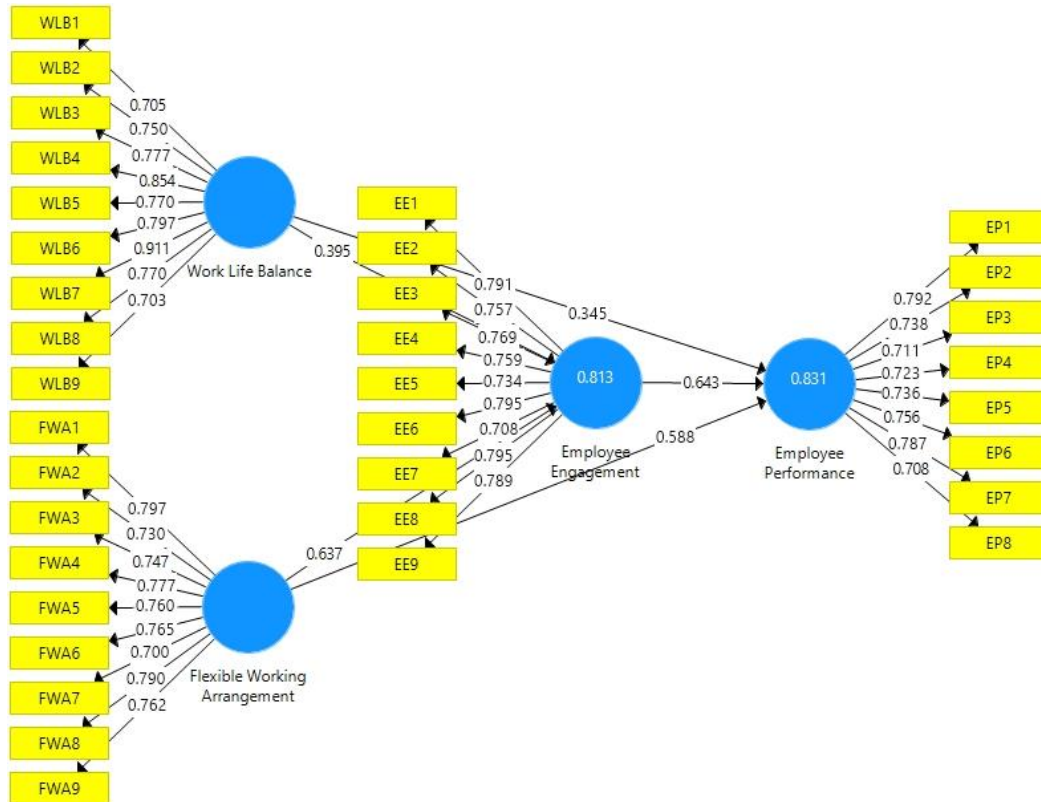 WLB1
WLB2
WLB3
WLB4
WLB5
WLB6
WLB7
WLB8
WLB9
0.705
0.750
0.777
0.854
0.770
0.797
0.911
0.770
0.703
Work Life Balance
FWA1
FWA2
FWA3
FWA4
FWA5
FWA6
FWA7
FWA8
FWA9
0.797
0.730
0.747
0.777
0.760
0.765
0.700
0.790
0.762
Flexible Working
Arrangement
0.395
0.345
0.637
0.588
EE1
EE2
EE3
EE4
EE5
EE6
EE7
EE8
EE9
0.791
0.757
0.769
0.759
0.734
0.795
0.708
0.795
0.789
0.813
Employee
Engagement
0.643
0.831
Employee
Performance
0.792
0.738
0.711
0.723
0.736
0.756
0.787
0.708
EP1
EP2
EP3
EP4
EP5
EP6
EP7
EP8